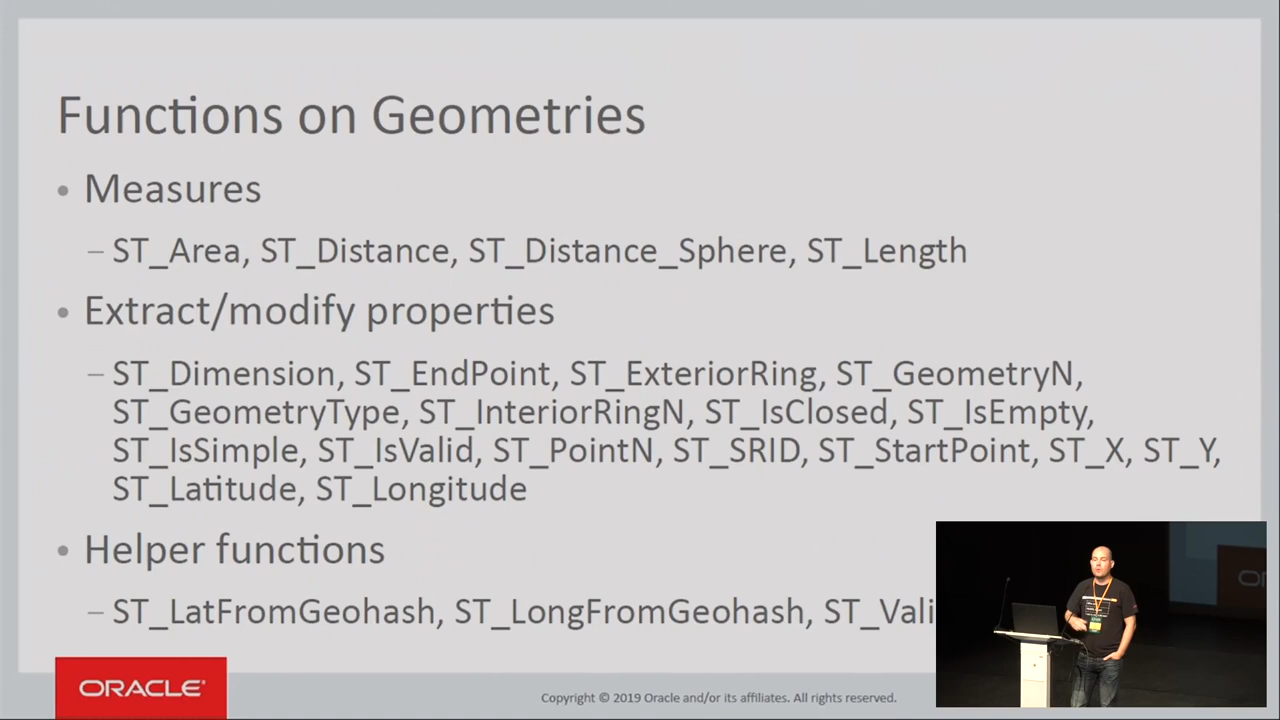 Functions on Geometries
• Measures
– ST_Area, ST_Distance, ST_Distance_Sphere, ST_Length
• Extract/modify properties
– ST_Dimension, ST_EndPoint, ST_ExteriorRing, ST_GeometryN,
ST_GeometryType, ST_InteriorRingN, ST_IsClosed, ST_IsEmpty,
ST_IsSimple, ST_IsValid, ST_PointN, ST_SRID, ST_StartPoint, ST_X, ST_Y,
ST_Latitude, ST_Longitude
• Helper functions
– ST_LatFromGeohash, ST_LongFromGeohash, ST_Vali
ORACLE®
Copyright © 2019 Oracle and/or its affiliates. All rights reserved.